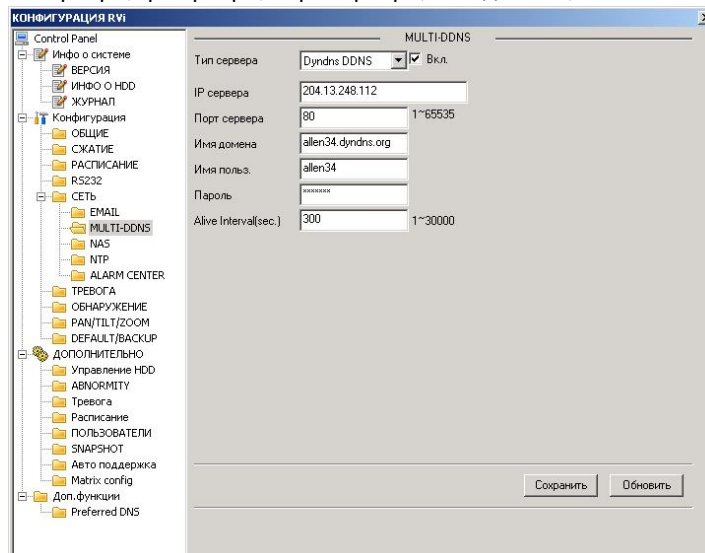 КОНФИГУРАЦИЯ RVi
Control Panel
Инфо о системе
ВЕРСИЯ
ИНФО О HDD
ЖУРНАЛ
Конфигурация
ОБЩИЕ
СЖАТИЕ
РАСПИСАНИЕ
RS232
СЕТЬ
EMAIL
MULTI-DDNS
NAS
NTP
ALARM CENTER
ТРЕВОГА
ОБНАРУЖЕНИЕ
PAN/TILT/ZOOM
DEFAULT/BACKUP
ДОПОЛНИТЕЛЬНО
Управление HDD
ABNORMITY
Тревога
Расписание
ПОЛЬЗОВАТЕЛИ
SNAPSHOT
Авто поддержка
Matrix config
Доп.функции
Preferred DNS
MULTI-DDNS
Тип сервера Dyndns DDNS Вкл.
IP сервера 204.13.248.112
Порт сервера 80 1~65535
Имя домена allen34.dyndns.org
Имя польз. allen34
Пароль *******
Alive Interval(sec.) 300 1~30000
Сохранить Обновить